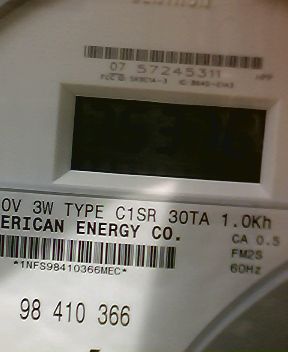 07 57245311
0V 3W TYPE C1SR 30TA 1.0Kh
ERICAN ENERGY CO.
CA 0.5
FM2S
60Hz
*1NFS98410366MEC*
98 410 366